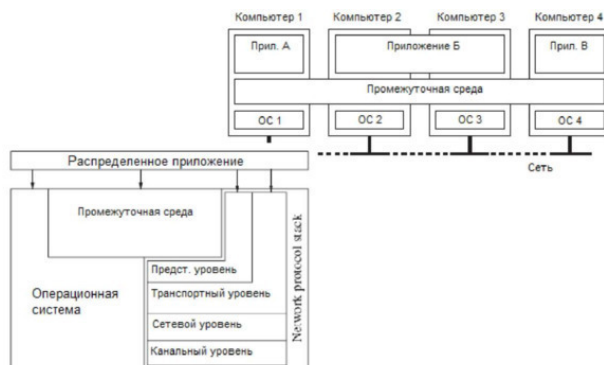 Компьютер 1 Компьютер 2 Компьютер 3 Компьютер 4
Прил. А Приложение Б Прил. В
Промежуточная среда
ОС 1 ОС 2 ОС 3 ОС 4
Сеть
Распределенное приложение
Промежуточная среда
Предст. уровень
Операционная
система
Транспортный уровень
Сетевой уровень
Канальный уровень
Network protocol stack